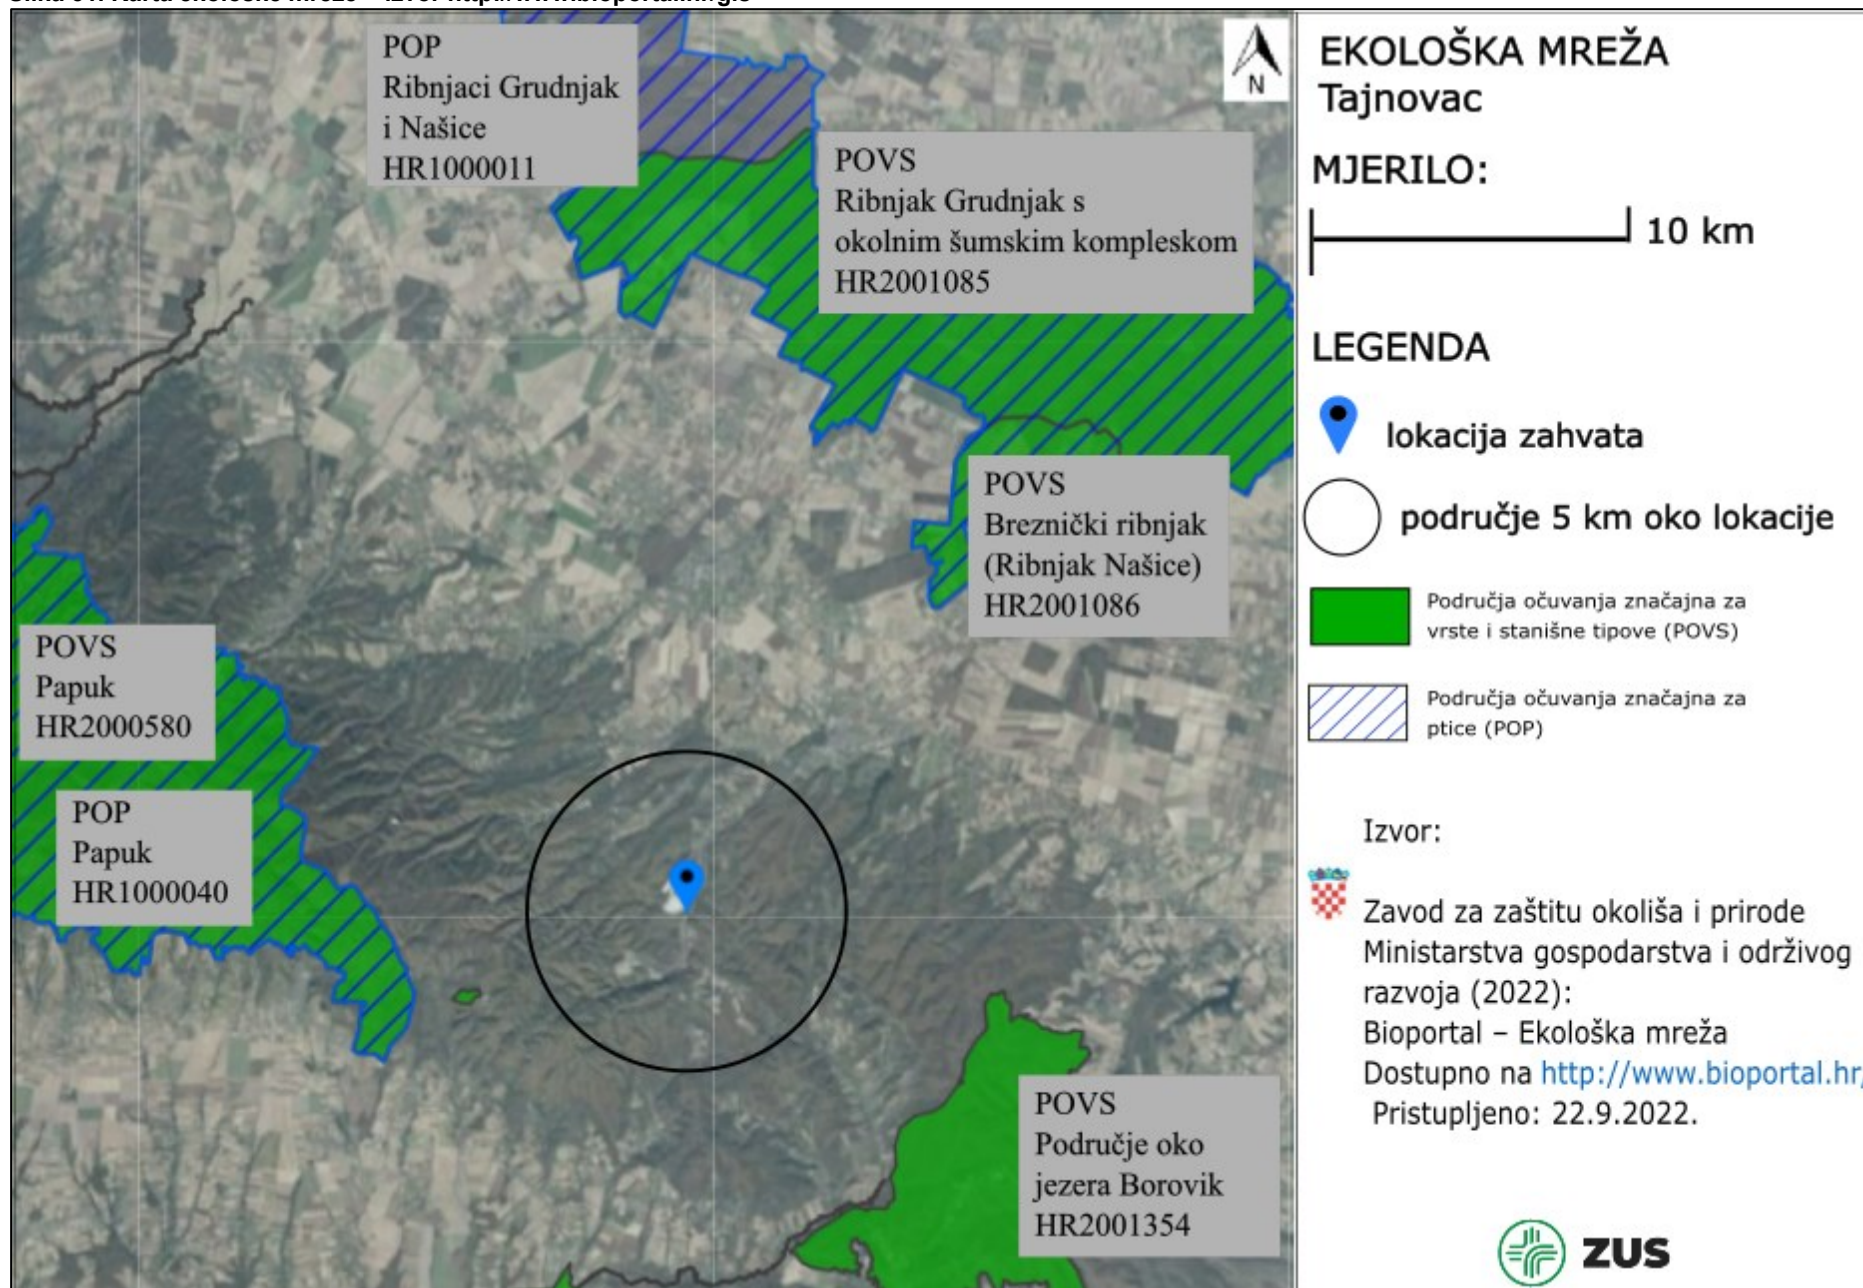 POP
Ribnjaci Grudnjak
i Našice
HR1000011
POVS
Ribnjak Grudnjak s
okolnim šumskim kompleskom
HR2001085
POVS
Breznički ribnjak
(Ribnjak Našice)
HR2001086
POVS
Papuk
HR2000580
POP
Papuk
HR1000040
POVS
Područje oko
jezera Borovik
HR2001354
N
EKOLOŠKA MREŽA
Tajnovac
MJERILO:
10 km
LEGENDA
lokacija zahvata
područje 5 km oko lokacije
Područja očuvanja značajna za
vrste i stanišne tipove (POVS)
Područja očuvanja značajna za
ptice (POP)
Izvor:
Zavod za zaštitu okoliša i prirode
Ministarstva gospodarstva i održivog
razvoja (2022):
Bioportal – Ekološka mreža
Dostupno na http://www.bioportal.hr/
Pristupljeno: 22.9.2022.
ZUS